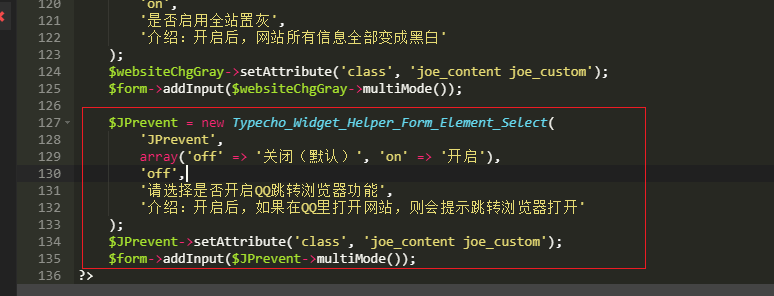 120 'on',
121 '是否启用全站置灰',
122 '介绍：开启后，网站所有信息全部变成黑白'
123 );
124 $websiteChgGray->setAttribute('class', 'joe_content joe_custom');
125 $form->addInput($websiteChgGray->multiMode());
126
127 $JPrevent = new Typecho_Widget_Helper_Form_Element_Select(
128 'JPrevent',
129 array('off' => '关闭（默认）', 'on' => '开启'),
130 'off',
131 '请选择是否开启QQ跳转浏览器功能',
132 '介绍：开启后，如果在QQ里打开网站，则会提示跳转浏览器打开'
133 );
134 $JPrevent->setAttribute('class', 'joe_content joe_custom');
135 $form->addInput($JPrevent->multiMode());
136 ?>